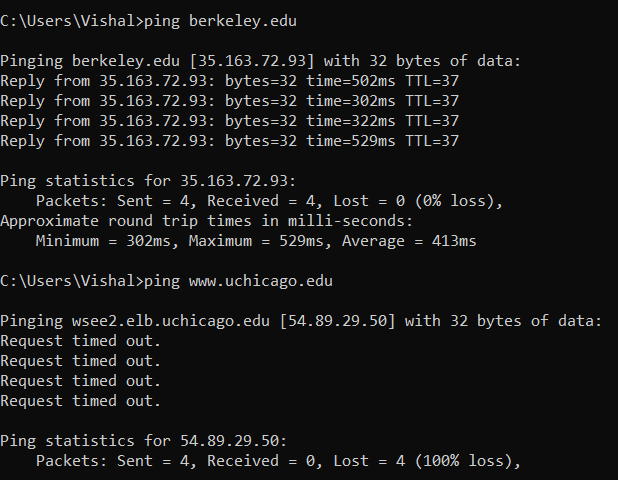 C:\Users\Vishal>ping berkeley.edu
Pinging berkeley.edu [35.163.72.93] with 32 bytes of data:
Reply from 35.163.72.93: bytes=32 time=502ms TTL=37
Reply from 35.163.72.93: bytes=32 time=302ms TTL=37
Reply from 35.163.72.93: bytes=32 time=322ms TTL=37
Reply from 35.163.72.93: bytes=32 time=529ms TTL=37
Ping statistics for 35.163.72.93:
Packets: Sent = 4, Received = 4, Lost = 0 (0% loss),
Approximate round trip times in milli-seconds:
Minimum = 302ms, Maximum = 529ms, Average = 413ms
C:\Users\Vishal>ping www.uchicago.edu
Pinging wsee2.elb.uchicago.edu [54.89.29.50] with 32 bytes of data:
Request timed out.
Request timed out.
Request timed out.
Request timed out.
Ping statistics for 54.89.29.50:
Packets: Sent = 4, Received = 0, Lost = 4 (100% loss),